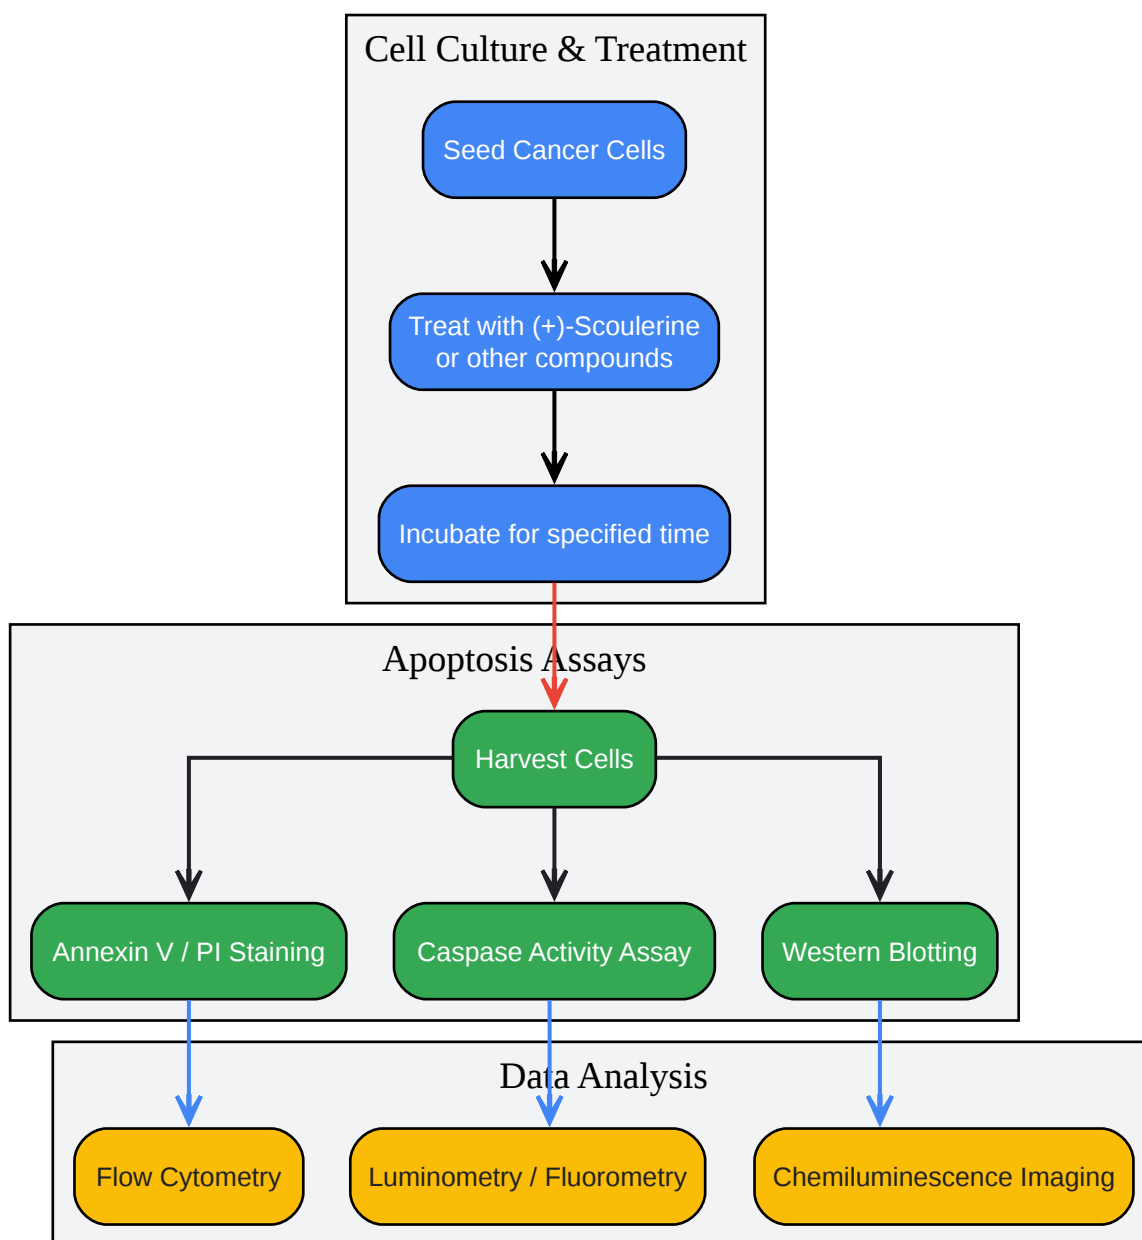 Cell Culture & Treatment
Seed Cancer Cells
Treat with (+)-Scoulerine
or other compounds
Incubate for specified time
Apoptosis Assays
Harvest Cells
Annexin V / PI Staining
Caspase Activity Assay
Western Blotting
Data Analysis
Flow Cytometry
Luminometry / Fluorometry
Chemiluminescence Imaging